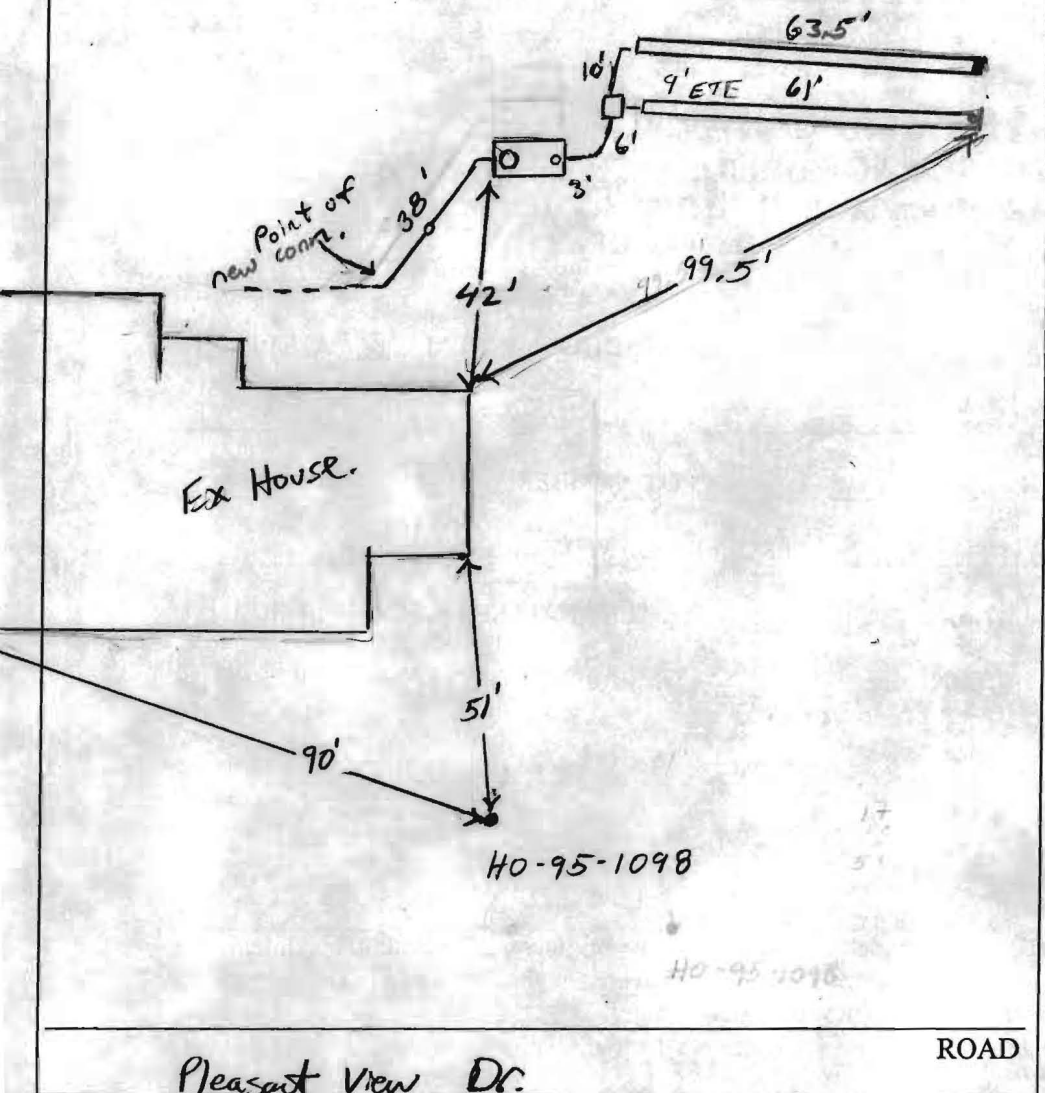 63.5'
10'
9' ETE 61'
6'
3'
38'
Point of
new conn.
42'
99.5'
Ex House.
51'
90'
HO-95-1098
17
HO-95-1098
ROAD
Pleasant View Dr.